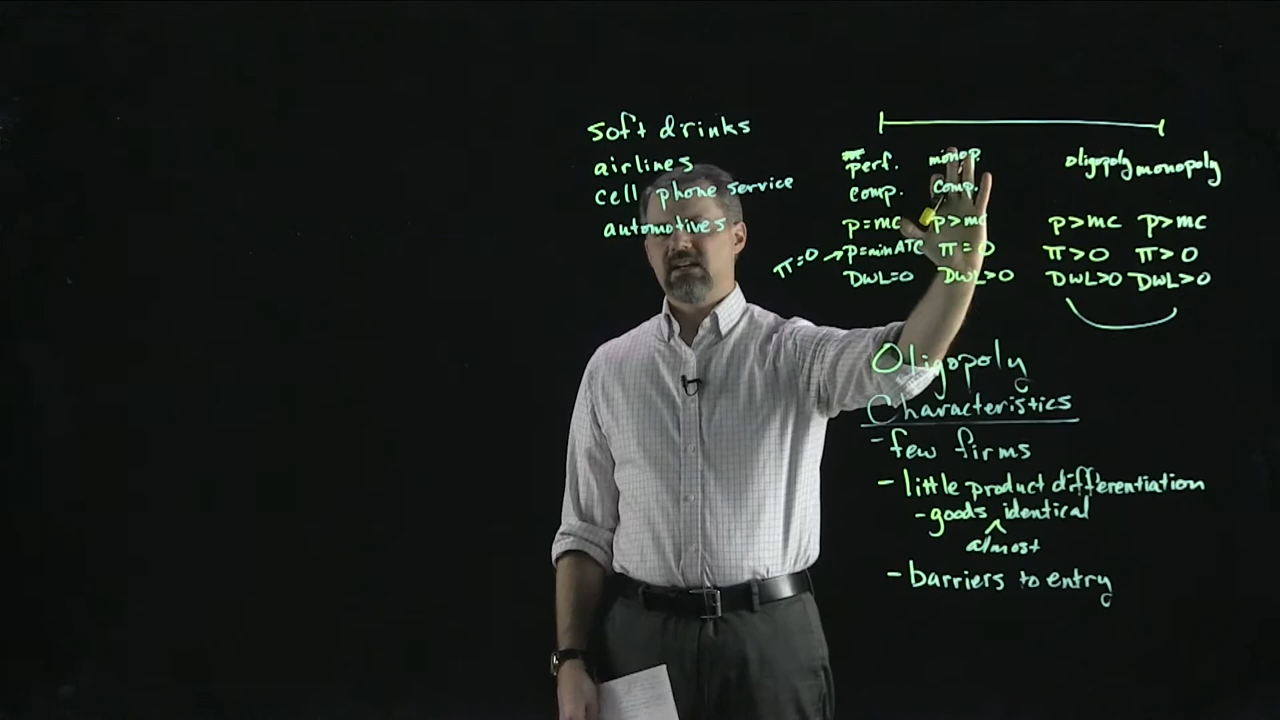 soft drinks
airlines
cell phone service
automotives
perf. comp.
p=mc
π=0 → p=minATC
DWL=0
monop. comp.
p>mc
π=0
DWL>0
oligopoly
p>mc
π>0
DWL>0
monopoly
p>mc
π>0
DWL>0
Oligopoly
Characteristics
- few firms
- little product differentiation
- goods ^ identical
almost
- barriers to entry